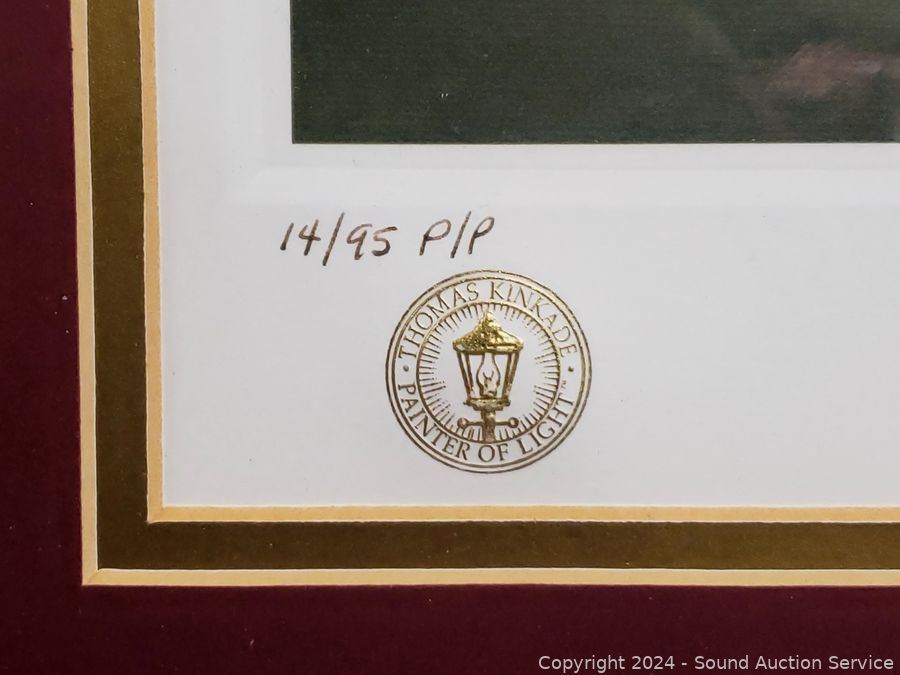 14/95 P/P
THOMAS KINKADE
PAINTER OF LIGHT™
Copyright 2024 - Sound Auction Service